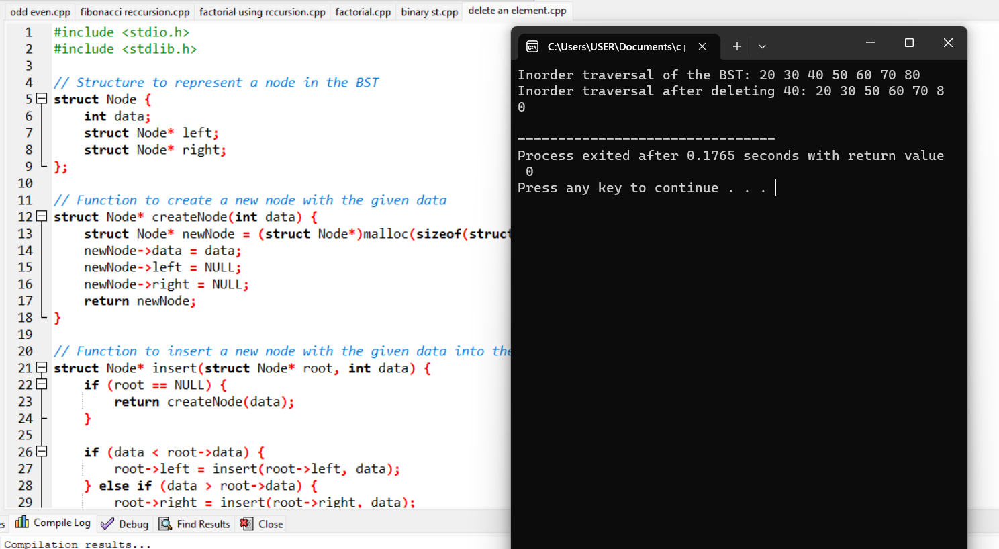 odd even.cpp fibonacci reccursion.cpp factorial using rccursion.cpp factorial.cpp binary st.cpp delete an element.cpp
1 #include <stdio.h>
2 #include <stdlib.h>
3
4 // Structure to represent a node in the BST
5 struct Node {
6 int data;
7 struct Node* left;
8 struct Node* right;
9 };
10
11 // Function to create a new node with the given data
12 struct Node* createNode(int data) {
13 struct Node* newNode = (struct Node*)malloc(sizeof(struct
14 newNode->data = data;
15 newNode->left = NULL;
16 newNode->right = NULL;
17 return newNode;
18 }
19
20 // Function to insert a new node with the given data into the
21 struct Node* insert(struct Node* root, int data) {
22 if (root == NULL) {
23 return createNode(data);
24 }
25
26 if (data < root->data) {
27 root->left = insert(root->left, data);
28 } else if (data > root->data) {
29 root->right = insert(root->right, data);
C:\Users\USER\Documents\c p
Inorder traversal of the BST: 20 30 40 50 60 70 80
Inorder traversal after deleting 40: 20 30 50 60 70 8
0
--------------------------------
Process exited after 0.1765 seconds with return value
0
Press any key to continue . . .
Compile Log Debug Find Results Close
Compilation results...